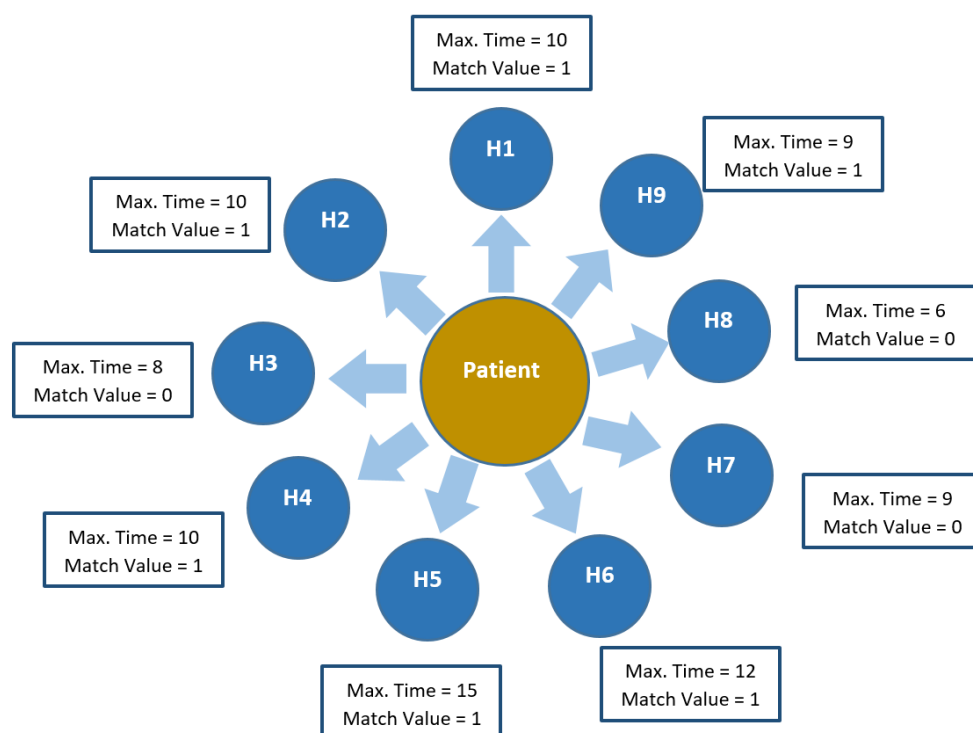 Max. Time = 10
Match Value = 1
H1
Max. Time = 9
Match Value = 1
H9
Max. Time = 10
Match Value = 1
H2
Max. Time = 6
Match Value = 0
H8
Max. Time = 8
Match Value = 0
H3
Patient
H7
Max. Time = 9
Match Value = 0
H4
Max. Time = 10
Match Value = 1
H5
H6
Max. Time = 15
Match Value = 1
Max. Time = 12
Match Value = 1